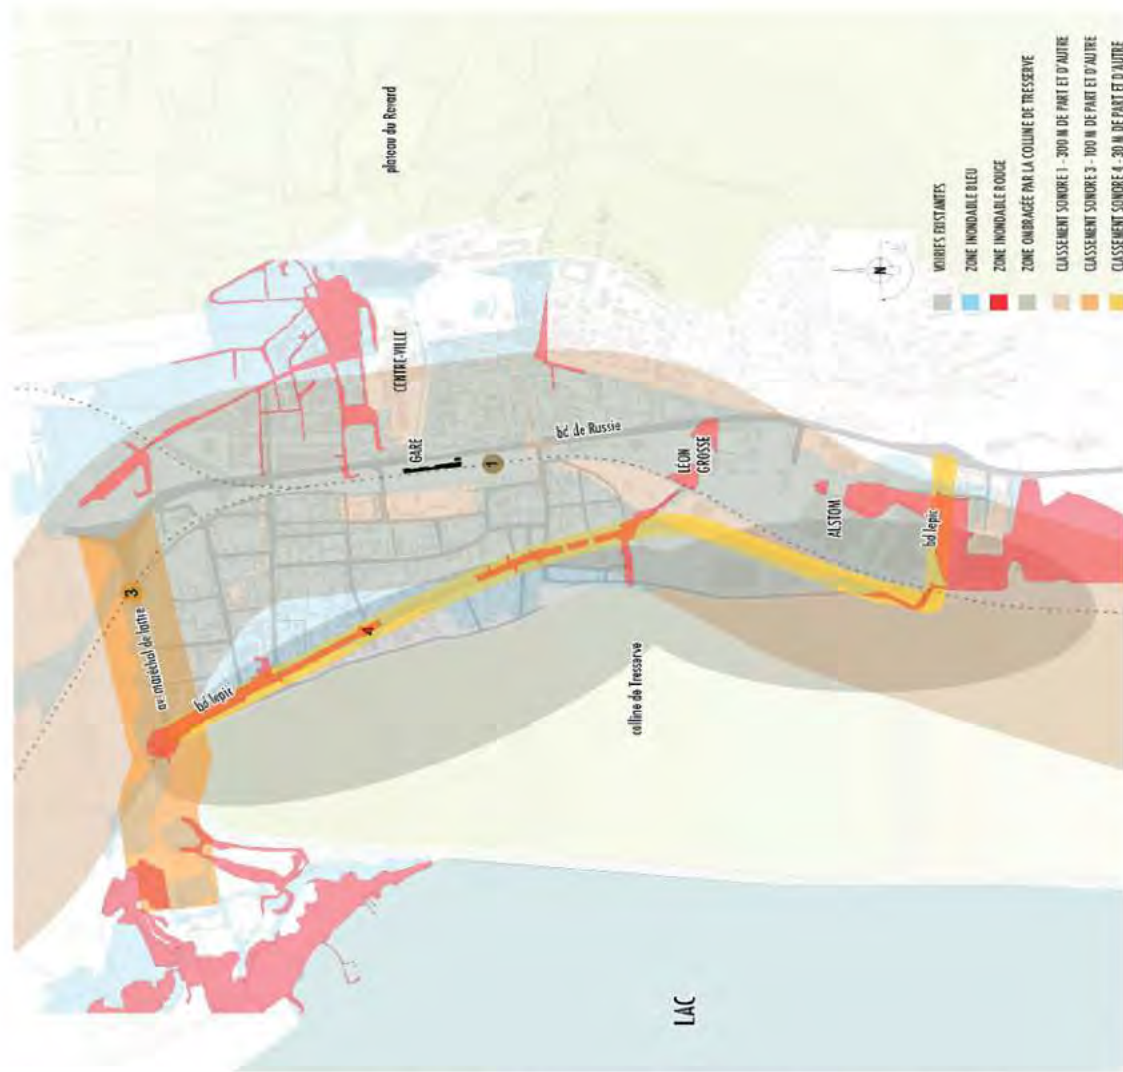 plateau du Revard
CENTRE-VILLE
GARE
1
bd de Russie
3
av maréchal de lattre
4
bd lepic
LEON
GROSSE
ALSTOM
bd lepic
colline de Tresserve
LAC
N
VOIRIES EXISTANTES
ZONE INONDABLE BLEU
ZONE INONDABLE ROUGE
ZONE OMBRAGÉE PAR LA COLLINE DE TRESSERVE
CLASSEMENT SONORE 1 - 300 M DE PART ET D'AUTRE
CLASSEMENT SONORE 3 - 100 M DE PART ET D'AUTRE
CLASSEMENT SONORE 4 - 30 M DE PART ET D'AUTRE